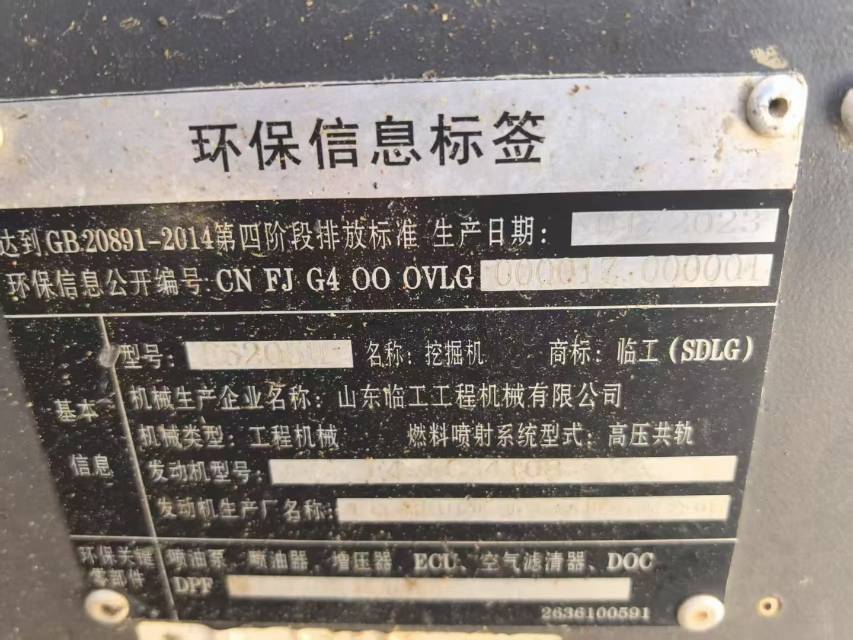 环保信息标签
达到GB 20891-2014第四阶段排放标准 生产日期: 2023
环保信息公开编号 CN FJ G4 OO OVLG 000017 000001
型号: 名称: 挖掘机 商标: 临工(SDLG)
基本
机械生产企业名称: 山东临工工程机械有限公司
机械类型: 工程机械 燃料喷射系统型式: 高压共轨
信息 发动机型号:
发动机生产厂名称:
环保关键 喷油泵、喷油器、增压器、ECU、空气滤清器、DOC
零部件 DPF
2636100591